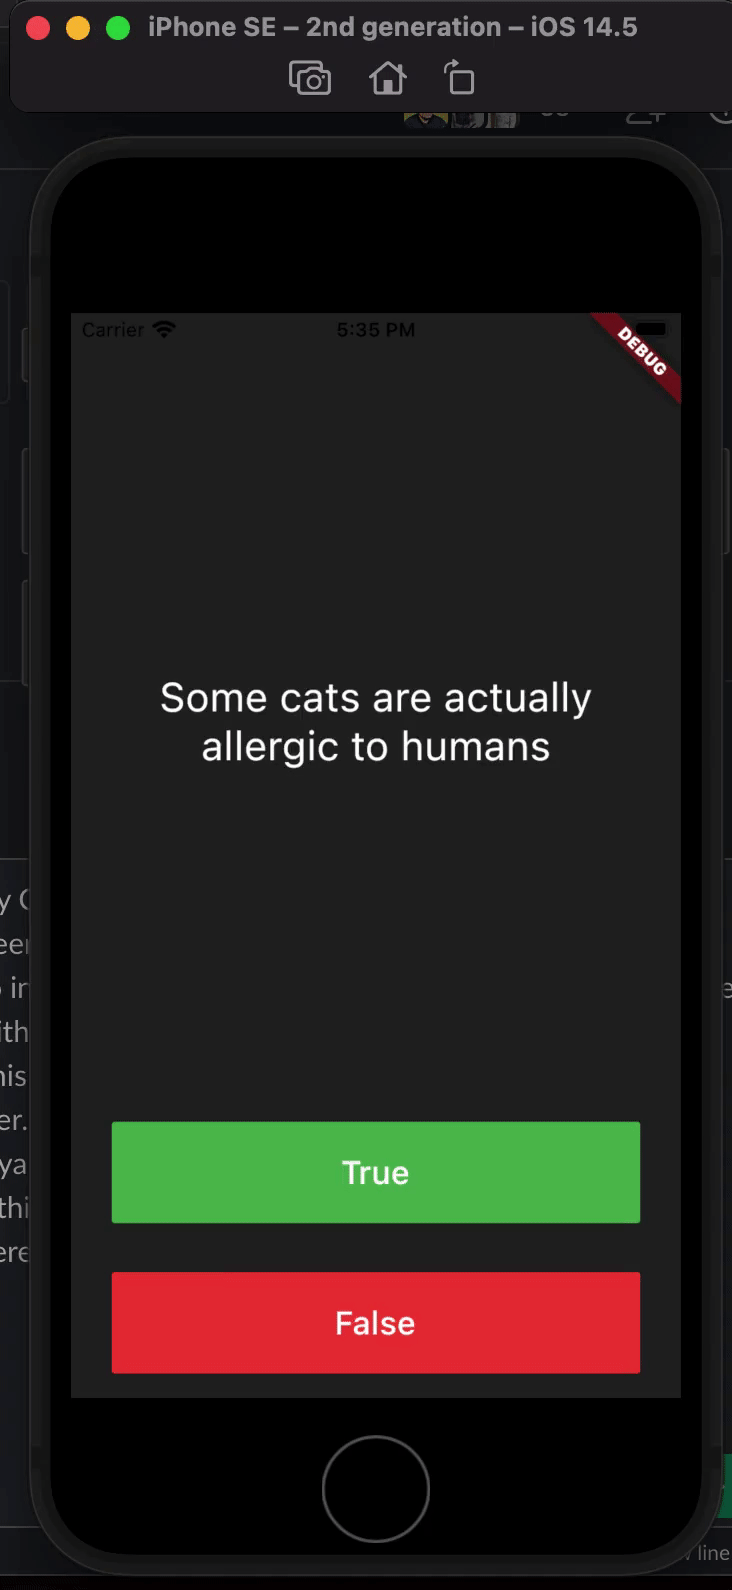 iPhone SE – 2nd generation – iOS 14.5
Carrier 5:35 PM
DEBUG
Some cats are actually
allergic to humans
True
False
line